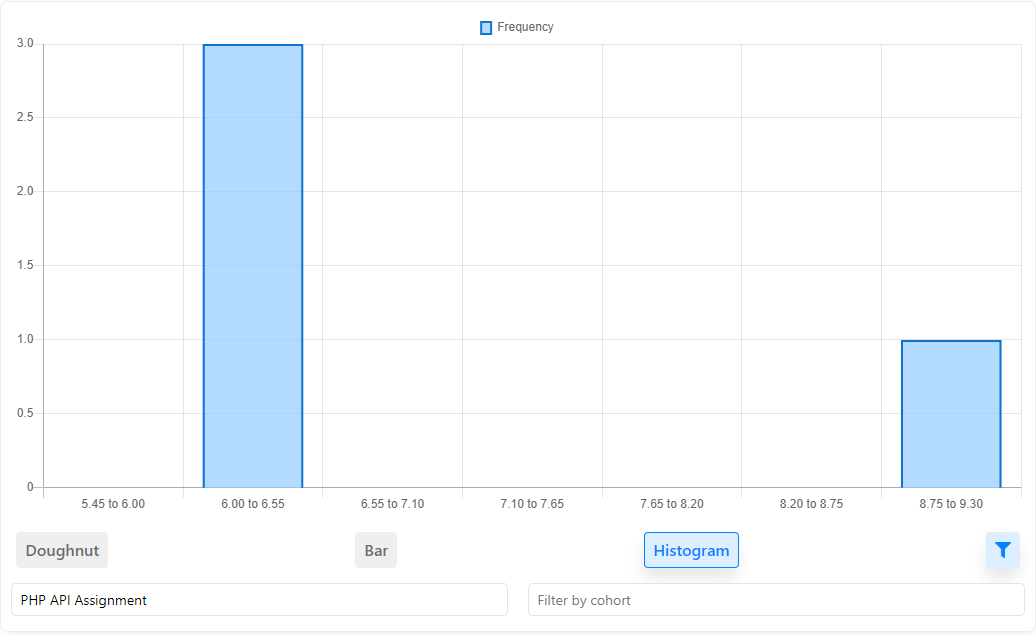 Frequency
3.0
2.5
2.0
1.5
1.0
0.5
0
5.45 to 6.00 6.00 to 6.55 6.55 to 7.10 7.10 to 7.65 7.65 to 8.20 8.20 to 8.75 8.75 to 9.30
Doughnut Bar Histogram
PHP API Assignment Filter by cohort